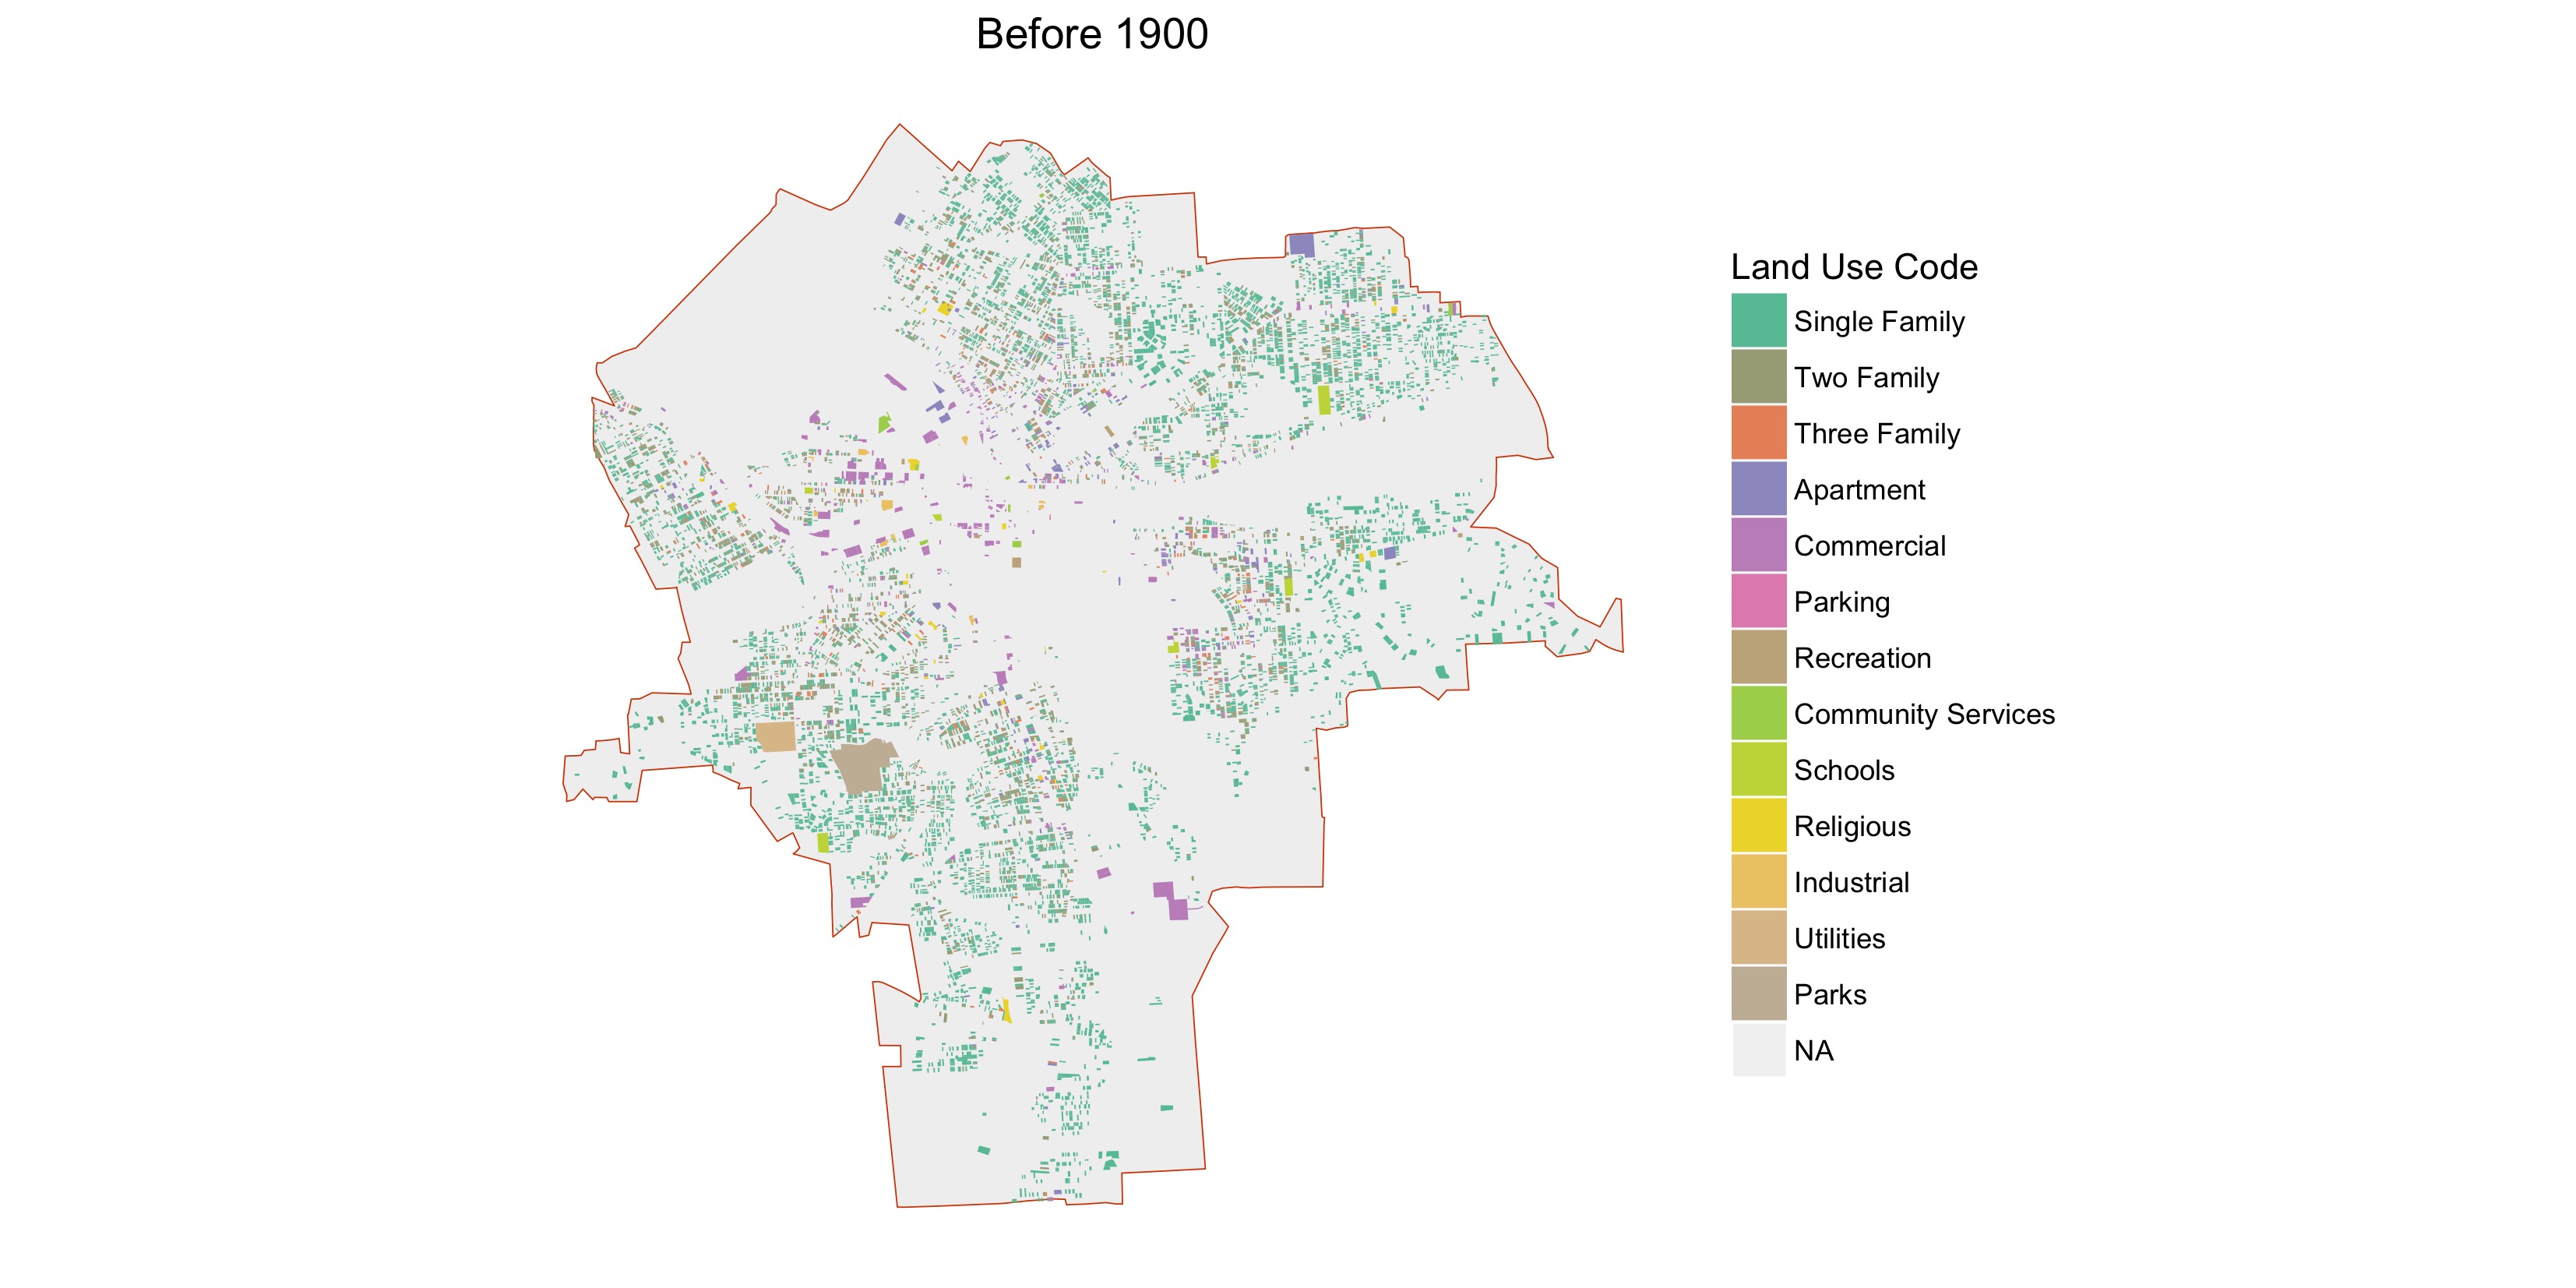 Before 1900
Land Use Code
Single Family
Two Family
Three Family
Apartment
Commercial
Parking
Recreation
Community Services
Schools
Religious
Industrial
Utilities
Parks
NA